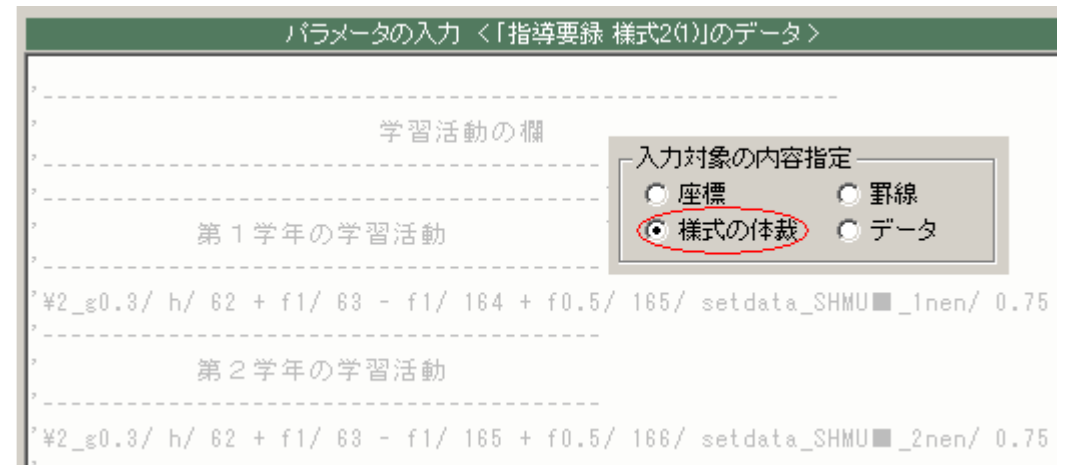 パラメータの入力 <「指導要録 様式2(1)」のデータ>
'---------------------------------------------------------
' 学習活動の欄
'----------------------------------------
'----------------------------------------
' 第1学年の学習活動
'----------------------------------------
'¥2_g0.3/ h/ 62 + f1/ 63 - f1/ 164 + f0.5/ 165/ setdata_SHMU■_1nen/ 0.75
'----------------------------------------
' 第2学年の学習活動
'----------------------------------------
'¥2_g0.3/ h/ 62 + f1/ 63 - f1/ 165 + f0.5/ 166/ setdata_SHMU■_2nen/ 0.75
入力対象の内容指定
座標 罫線
様式の体裁 データ